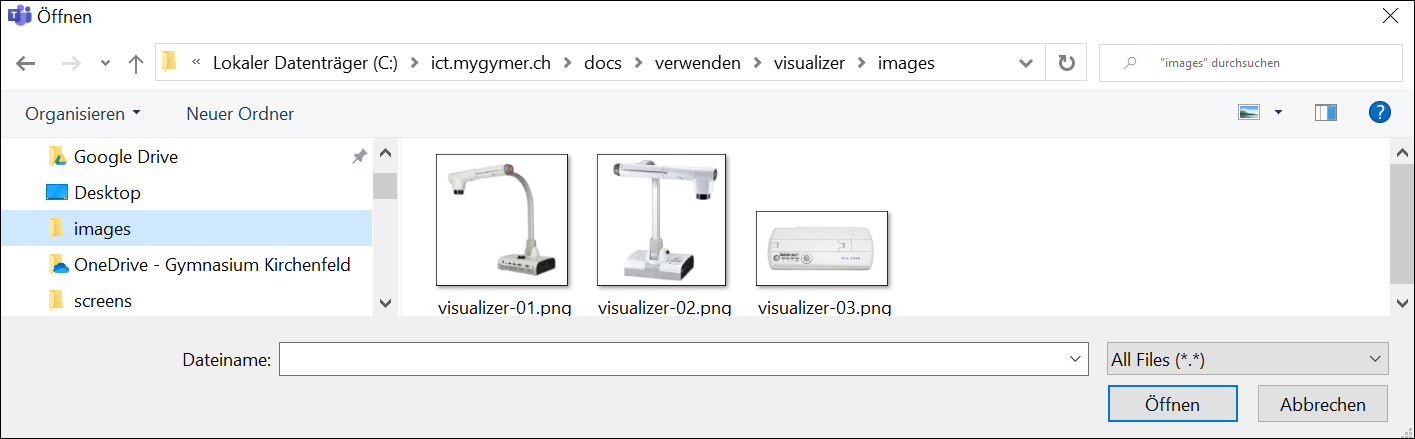 Öffnen
« Lokaler Datenträger (C:) > ict.mygymer.ch > docs > verwenden > visualizer > images
"images" durchsuchen
Organisieren
Neuer Ordner
?
Google Drive
Desktop
images
OneDrive - Gymnasium Kirchenfeld
screens
visualizer-01.png
visualizer-02.png
visualizer-03.png
Dateiname:
All Files (*.*)
Öffnen
Abbrechen